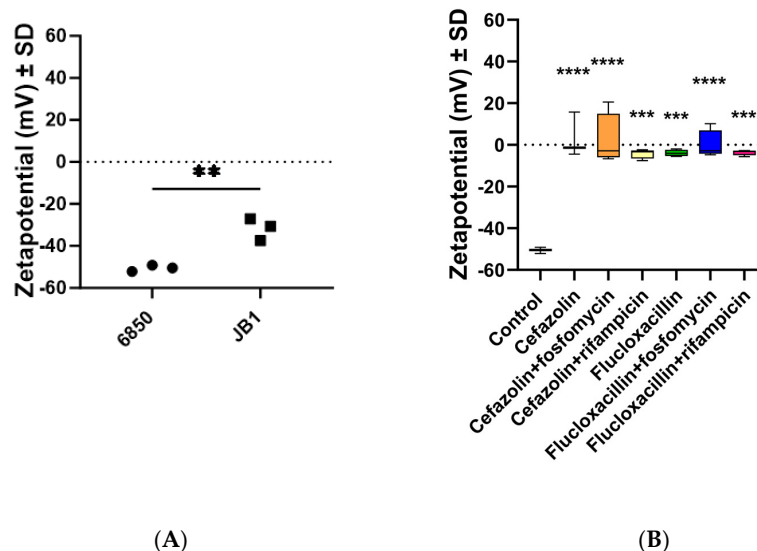 Zetapotential (mV) ± SD
60
40
20
0
-20
-40
-60
**
6850
JB1
(A)
Zetapotential (mV) ± SD
60
40
20
0
-20
-40
-60
****
****
***
***
****
***
Control
Cefazolin
Cefazolin+fosfomycin
Cefazolin+rifampicin
Flucloxacillin
Flucloxacillin+fosfomycin
Flucloxacillin+rifampicin
(B)